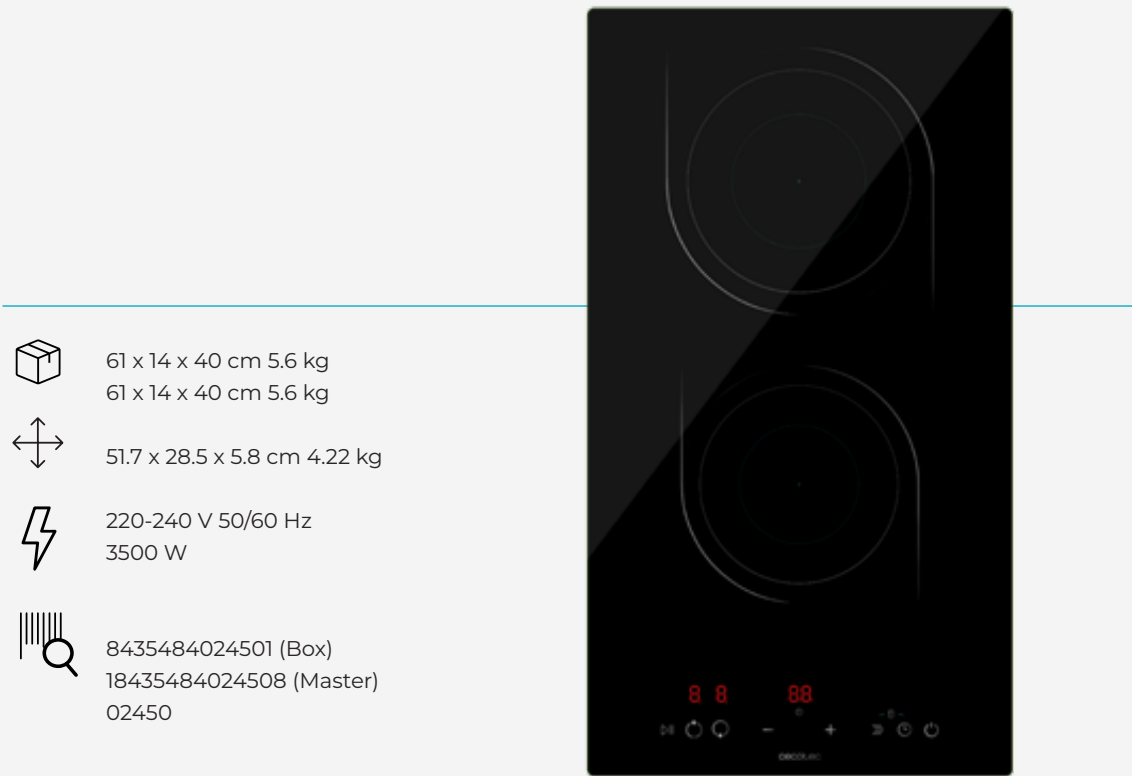 61 x 14 x 40 cm 5.6 kg
61 x 14 x 40 cm 5.6 kg
51.7 x 28.5 x 5.8 cm 4.22 kg
220-240 V 50/60 Hz
3500 W
8435484024501 (Box)
18435484024508 (Master)
02450
8 8 88
cecotec